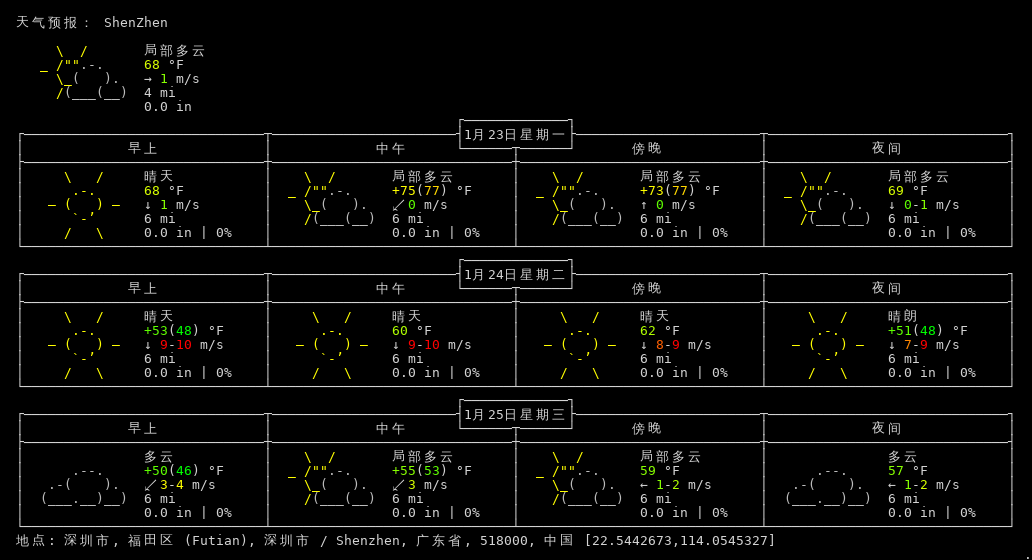 天气预报： ShenZhen
局部多云
68 °F
→ 1 m/s
4 mi
0.0 in
1月23日星期一
早上 中午 傍晚 夜间
晴天 局部多云 局部多云 局部多云
68 °F +75(77) °F +73(77) °F 69 °F
↓ 1 m/s ↙ 0 m/s ↑ 0 m/s ↓ 0-1 m/s
6 mi 6 mi 6 mi 6 mi
0.0 in | 0% 0.0 in | 0% 0.0 in | 0% 0.0 in | 0%
1月24日星期二
早上 中午 傍晚 夜间
晴天 晴天 晴天 晴朗
+53(48) °F 60 °F 62 °F +51(48) °F
↓ 9-10 m/s ↓ 9-10 m/s ↓ 8-9 m/s ↓ 7-9 m/s
6 mi 6 mi 6 mi 6 mi
0.0 in | 0% 0.0 in | 0% 0.0 in | 0% 0.0 in | 0%
1月25日星期三
早上 中午 傍晚 夜间
多云 局部多云 局部多云 多云
+50(46) °F +55(53) °F 59 °F 57 °F
↙ 3-4 m/s ↙ 3 m/s ← 1-2 m/s ← 1-2 m/s
6 mi 6 mi 6 mi 6 mi
0.0 in | 0% 0.0 in | 0% 0.0 in | 0% 0.0 in | 0%
地点: 深圳市, 福田区 (Futian), 深圳市 / Shenzhen, 广东省, 518000, 中国 [22.5442673,114.0545327]